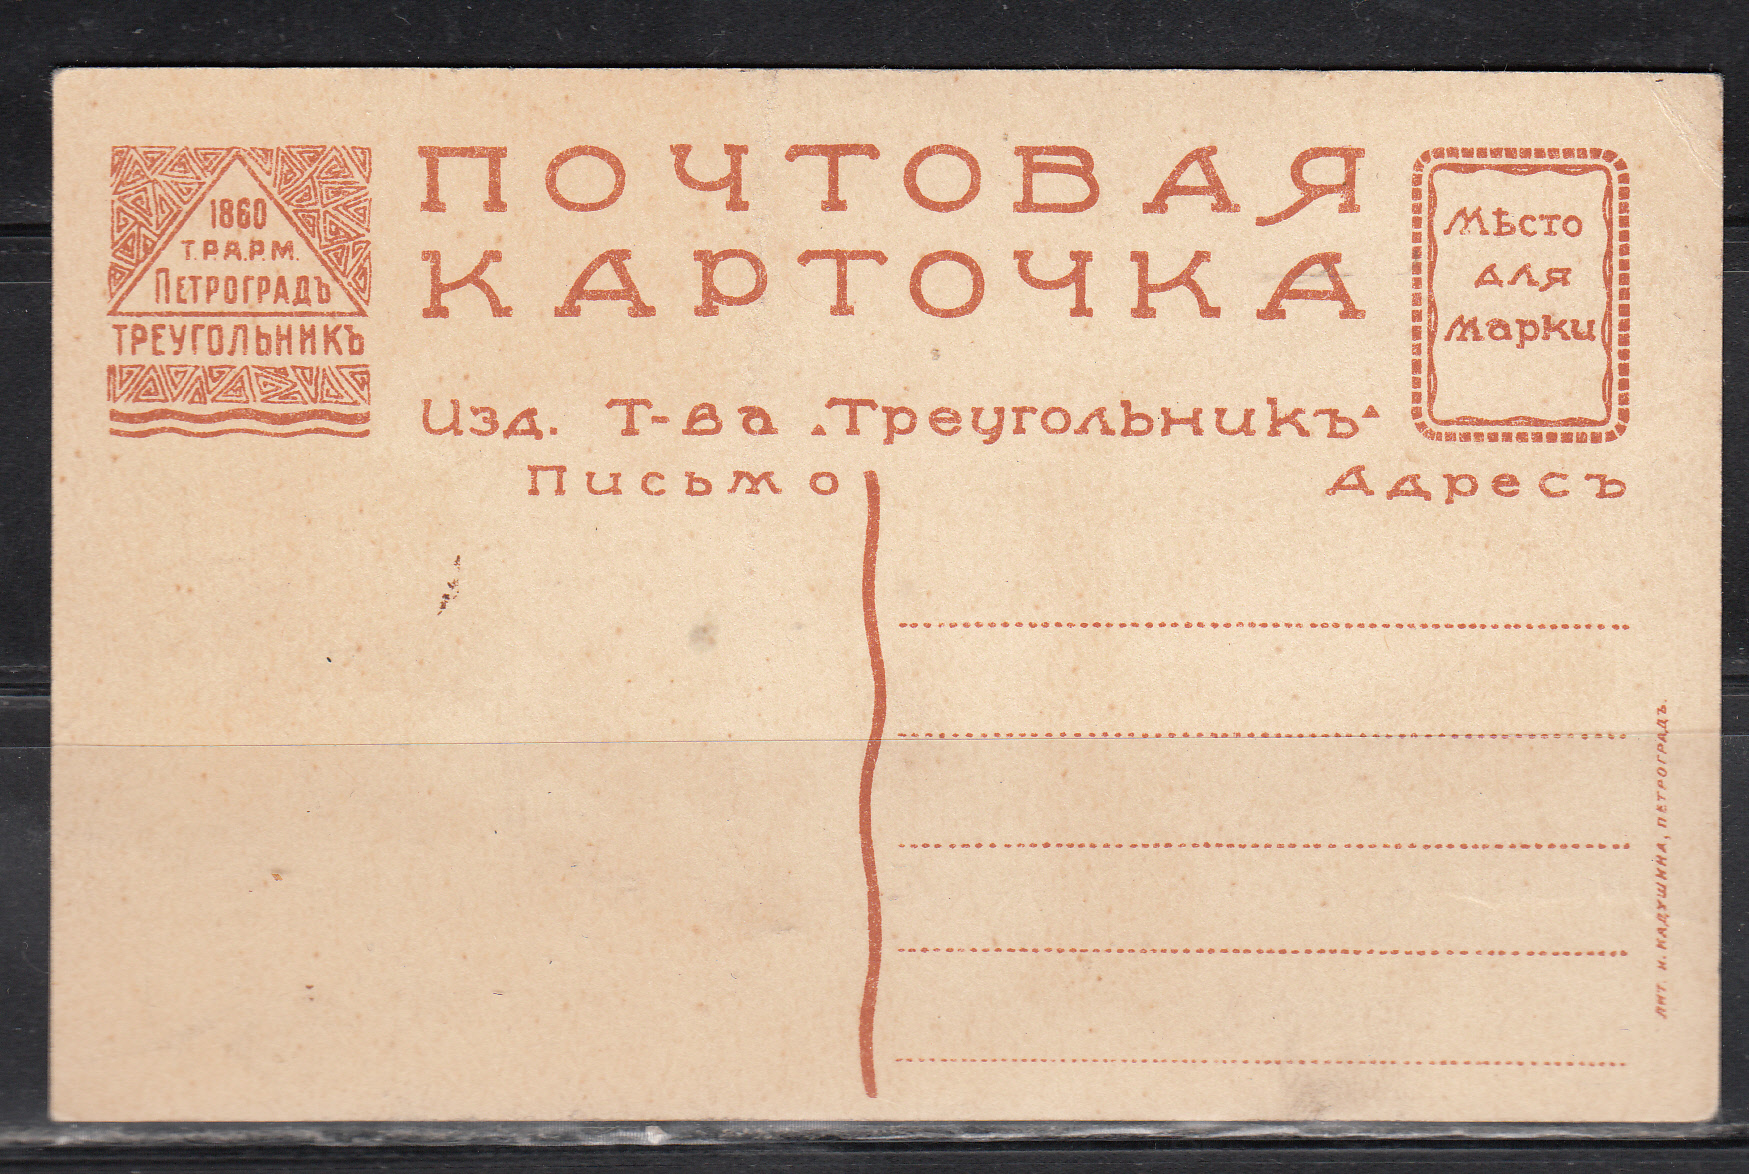 1860
Т.Р.А.Р.М.
ПЕТРОГРАДЪ
ТРЕУГОЛЬНИКЪ
ПОЧТОВАЯ
КАРТОЧКА
Мѣсто
для
марки
Изд. Т-ва „Треугольникъ“
Письмо
Адресъ
ЛИТ. И. КАДУШИНА, ПЕТРОГРАДЪ.